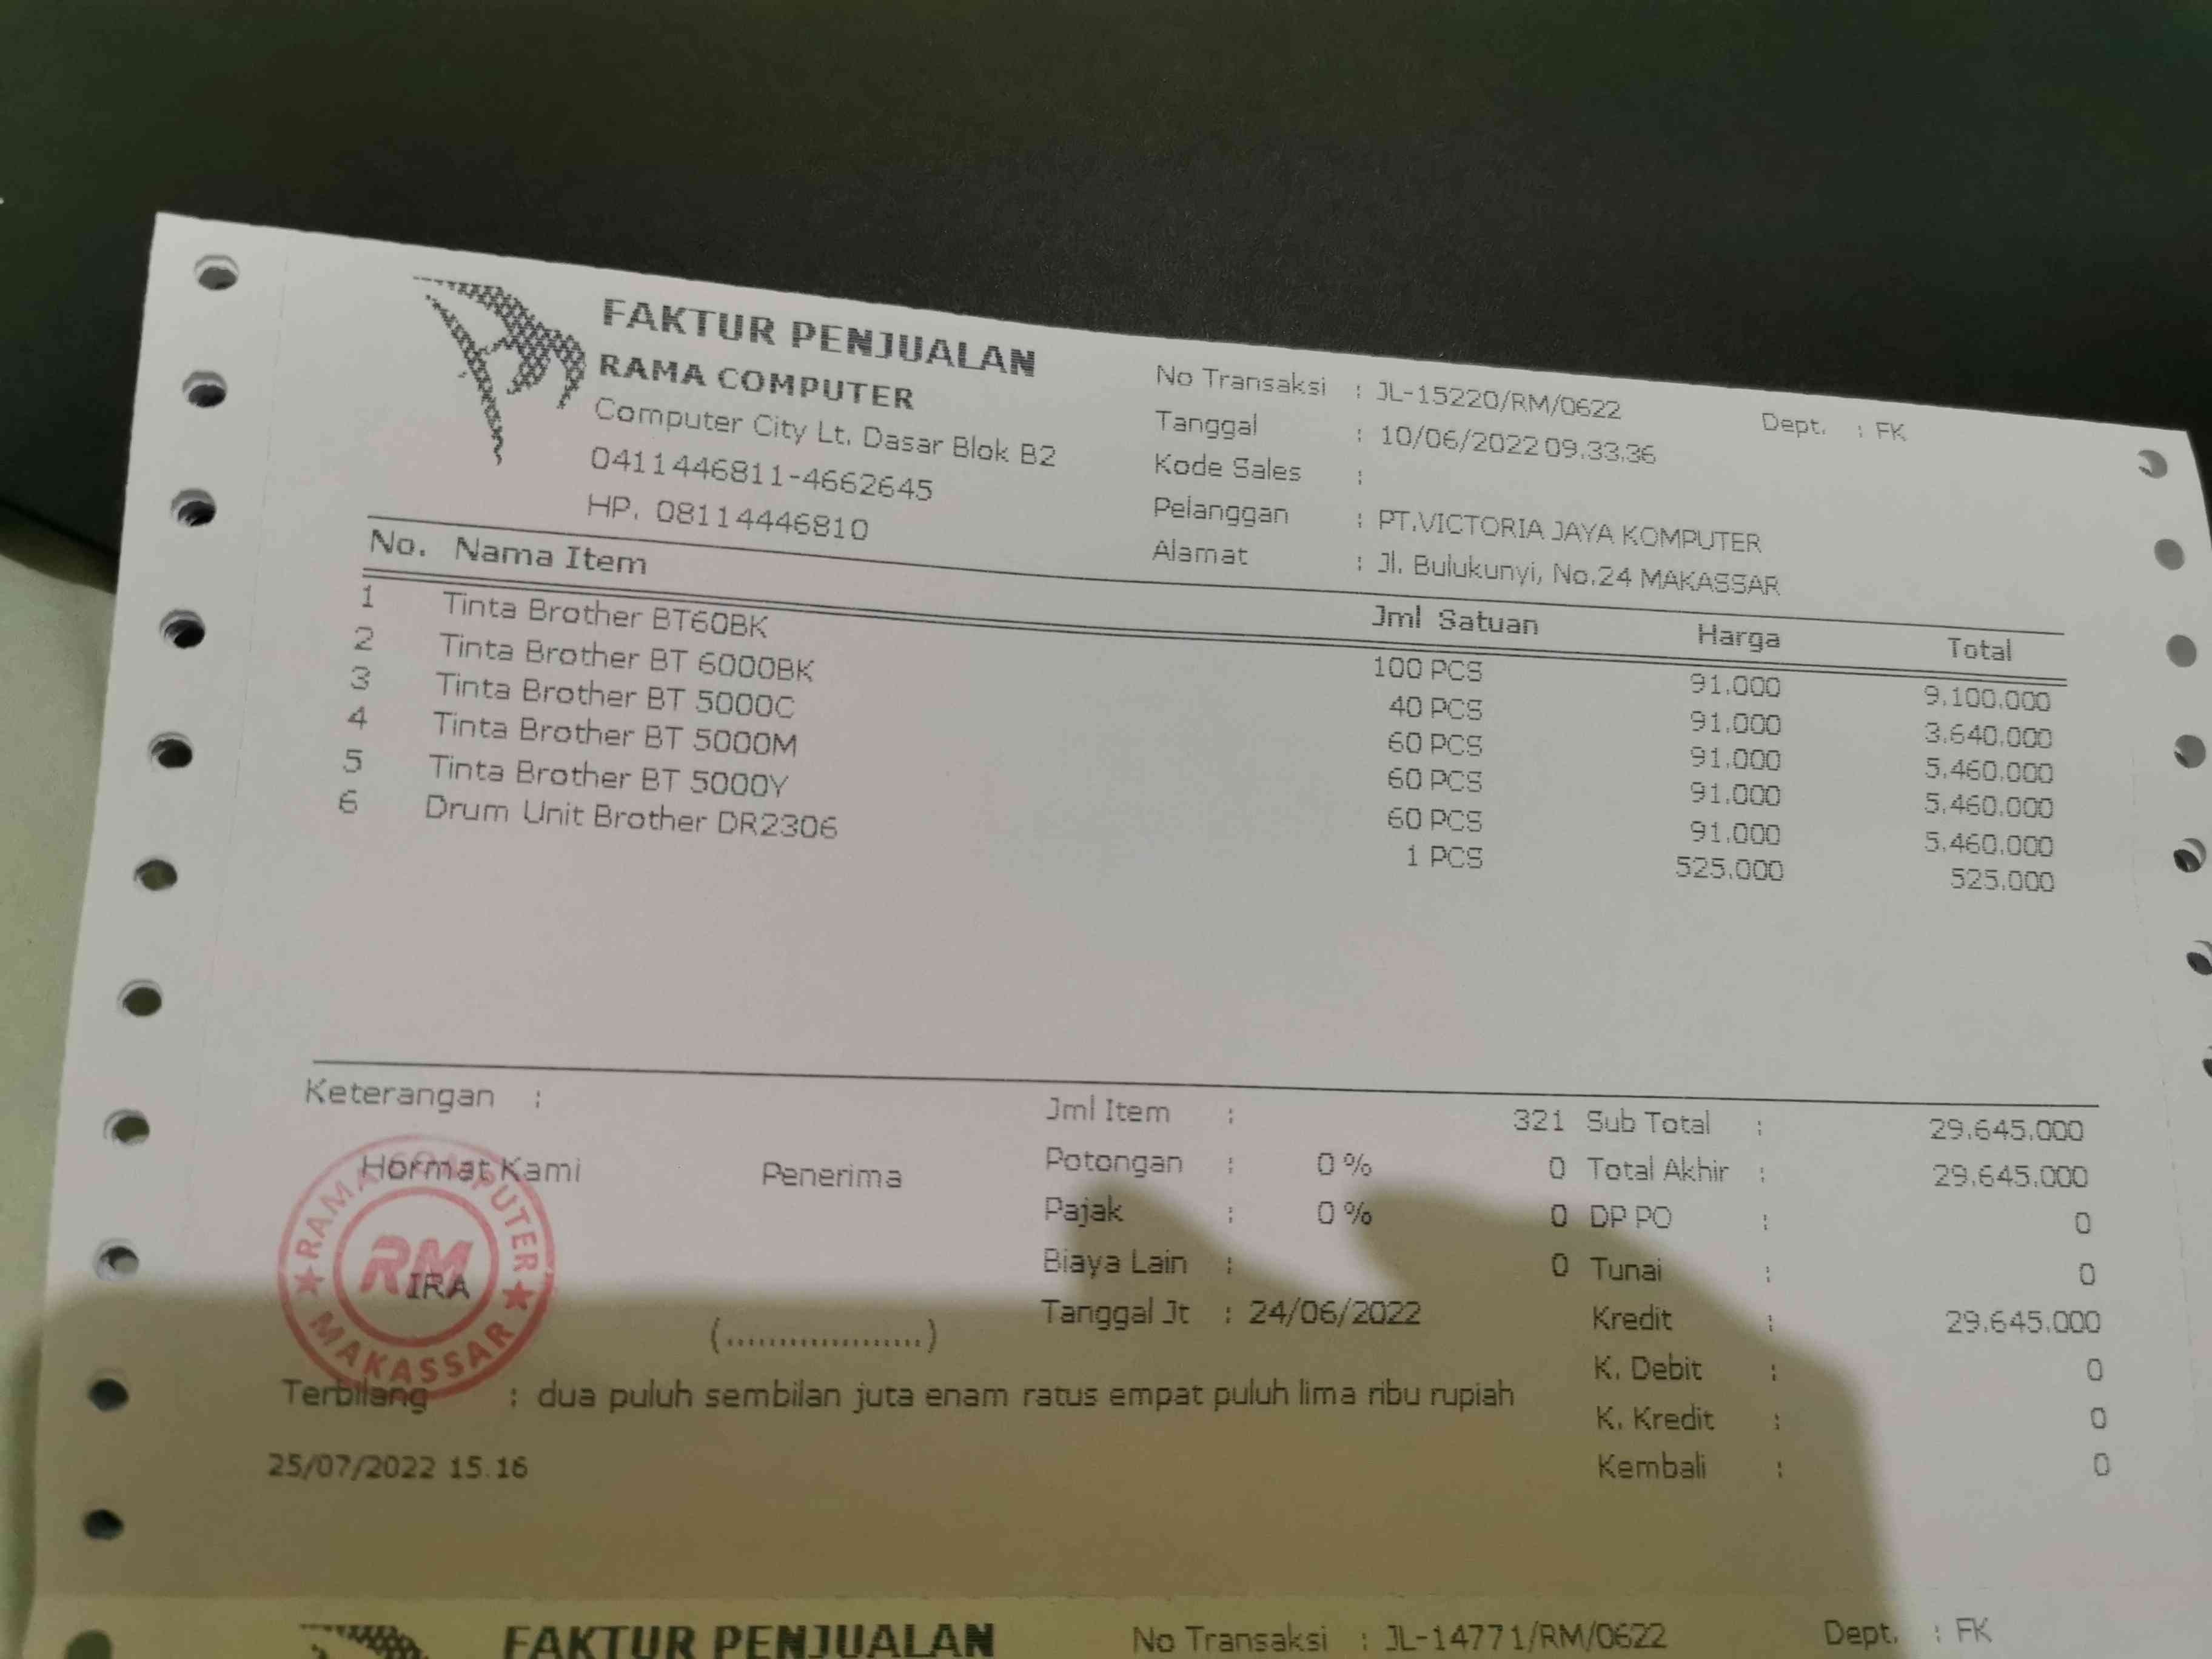 FAKTUR PENJUALAN
RAMA COMPUTER
Computer City Lt. Dasar Blok B2
0411446811-4662645
HP. 08114446810
No Transaksi : JL-15220/RM/0622 Dept. : FK
Tanggal : 10/06/2022 09.33.36
Kode Sales :
Pelanggan : PT.VICTORIA JAYA KOMPUTER
Alamat : Jl. Bulukunyi, No.24 MAKASSAR
No. Nama Item Jml Satuan Harga Total
1 Tinta Brother BT60BK 100 PCS 91.000 9.100.000
2 Tinta Brother BT 6000BK 40 PCS 91.000 3.640.000
3 Tinta Brother BT 5000C 60 PCS 91.000 5.460.000
4 Tinta Brother BT 5000M 60 PCS 91.000 5.460.000
5 Tinta Brother BT 5000Y 60 PCS 91.000 5.460.000
6 Drum Unit Brother DR2306 1 PCS 525.000 525.000
Keterangan :
Hormat Kami Penerima
RAMA COMPUTER
RM
MAKASSAR
IRA
(....................)
Jml Item : 321 Sub Total : 29.645.000
Potongan : 0 % 0 Total Akhir : 29.645.000
Pajak : 0 % 0 DP PO : 0
Biaya Lain : 0 Tunai : 0
Tanggal Jt : 24/06/2022 Kredit : 29.645.000
K. Debit : 0
K. Kredit : 0
Kembali : 0
Terbilang : dua puluh sembilan juta enam ratus empat puluh lima ribu rupiah
25/07/2022 15.16
FAKTUR PENJUALAN No Transaksi : JL-14771/RM/0622 Dept. : FK